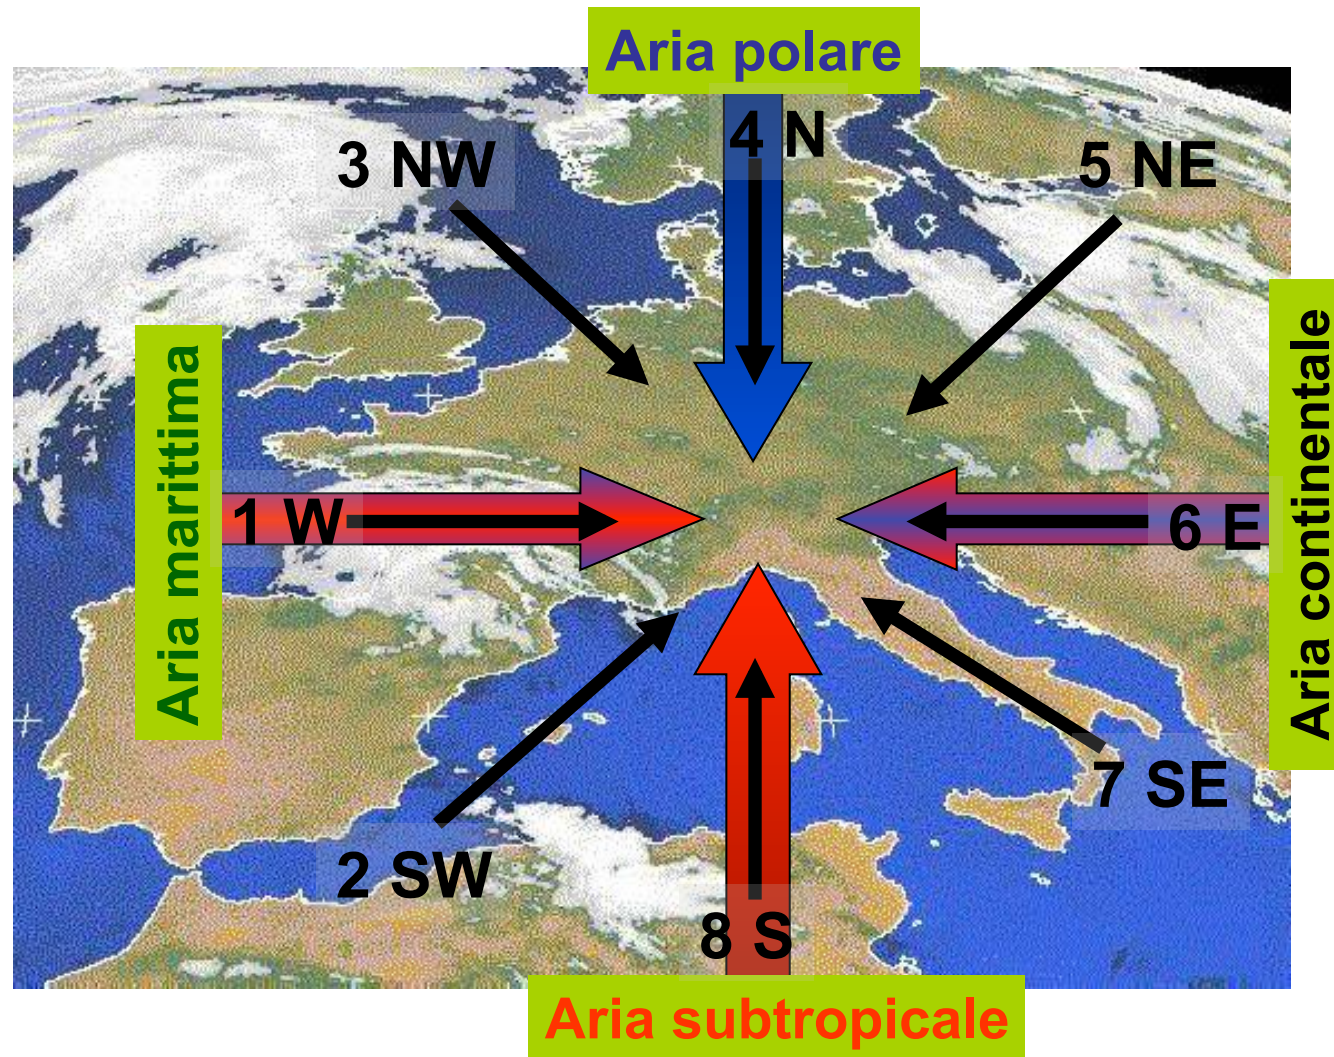 Aria polare
4 N
3 NW
5 NE
Aria marittima
Aria continentale
1 W
6 E
7 SE
2 SW
8 S
Aria subtropicale